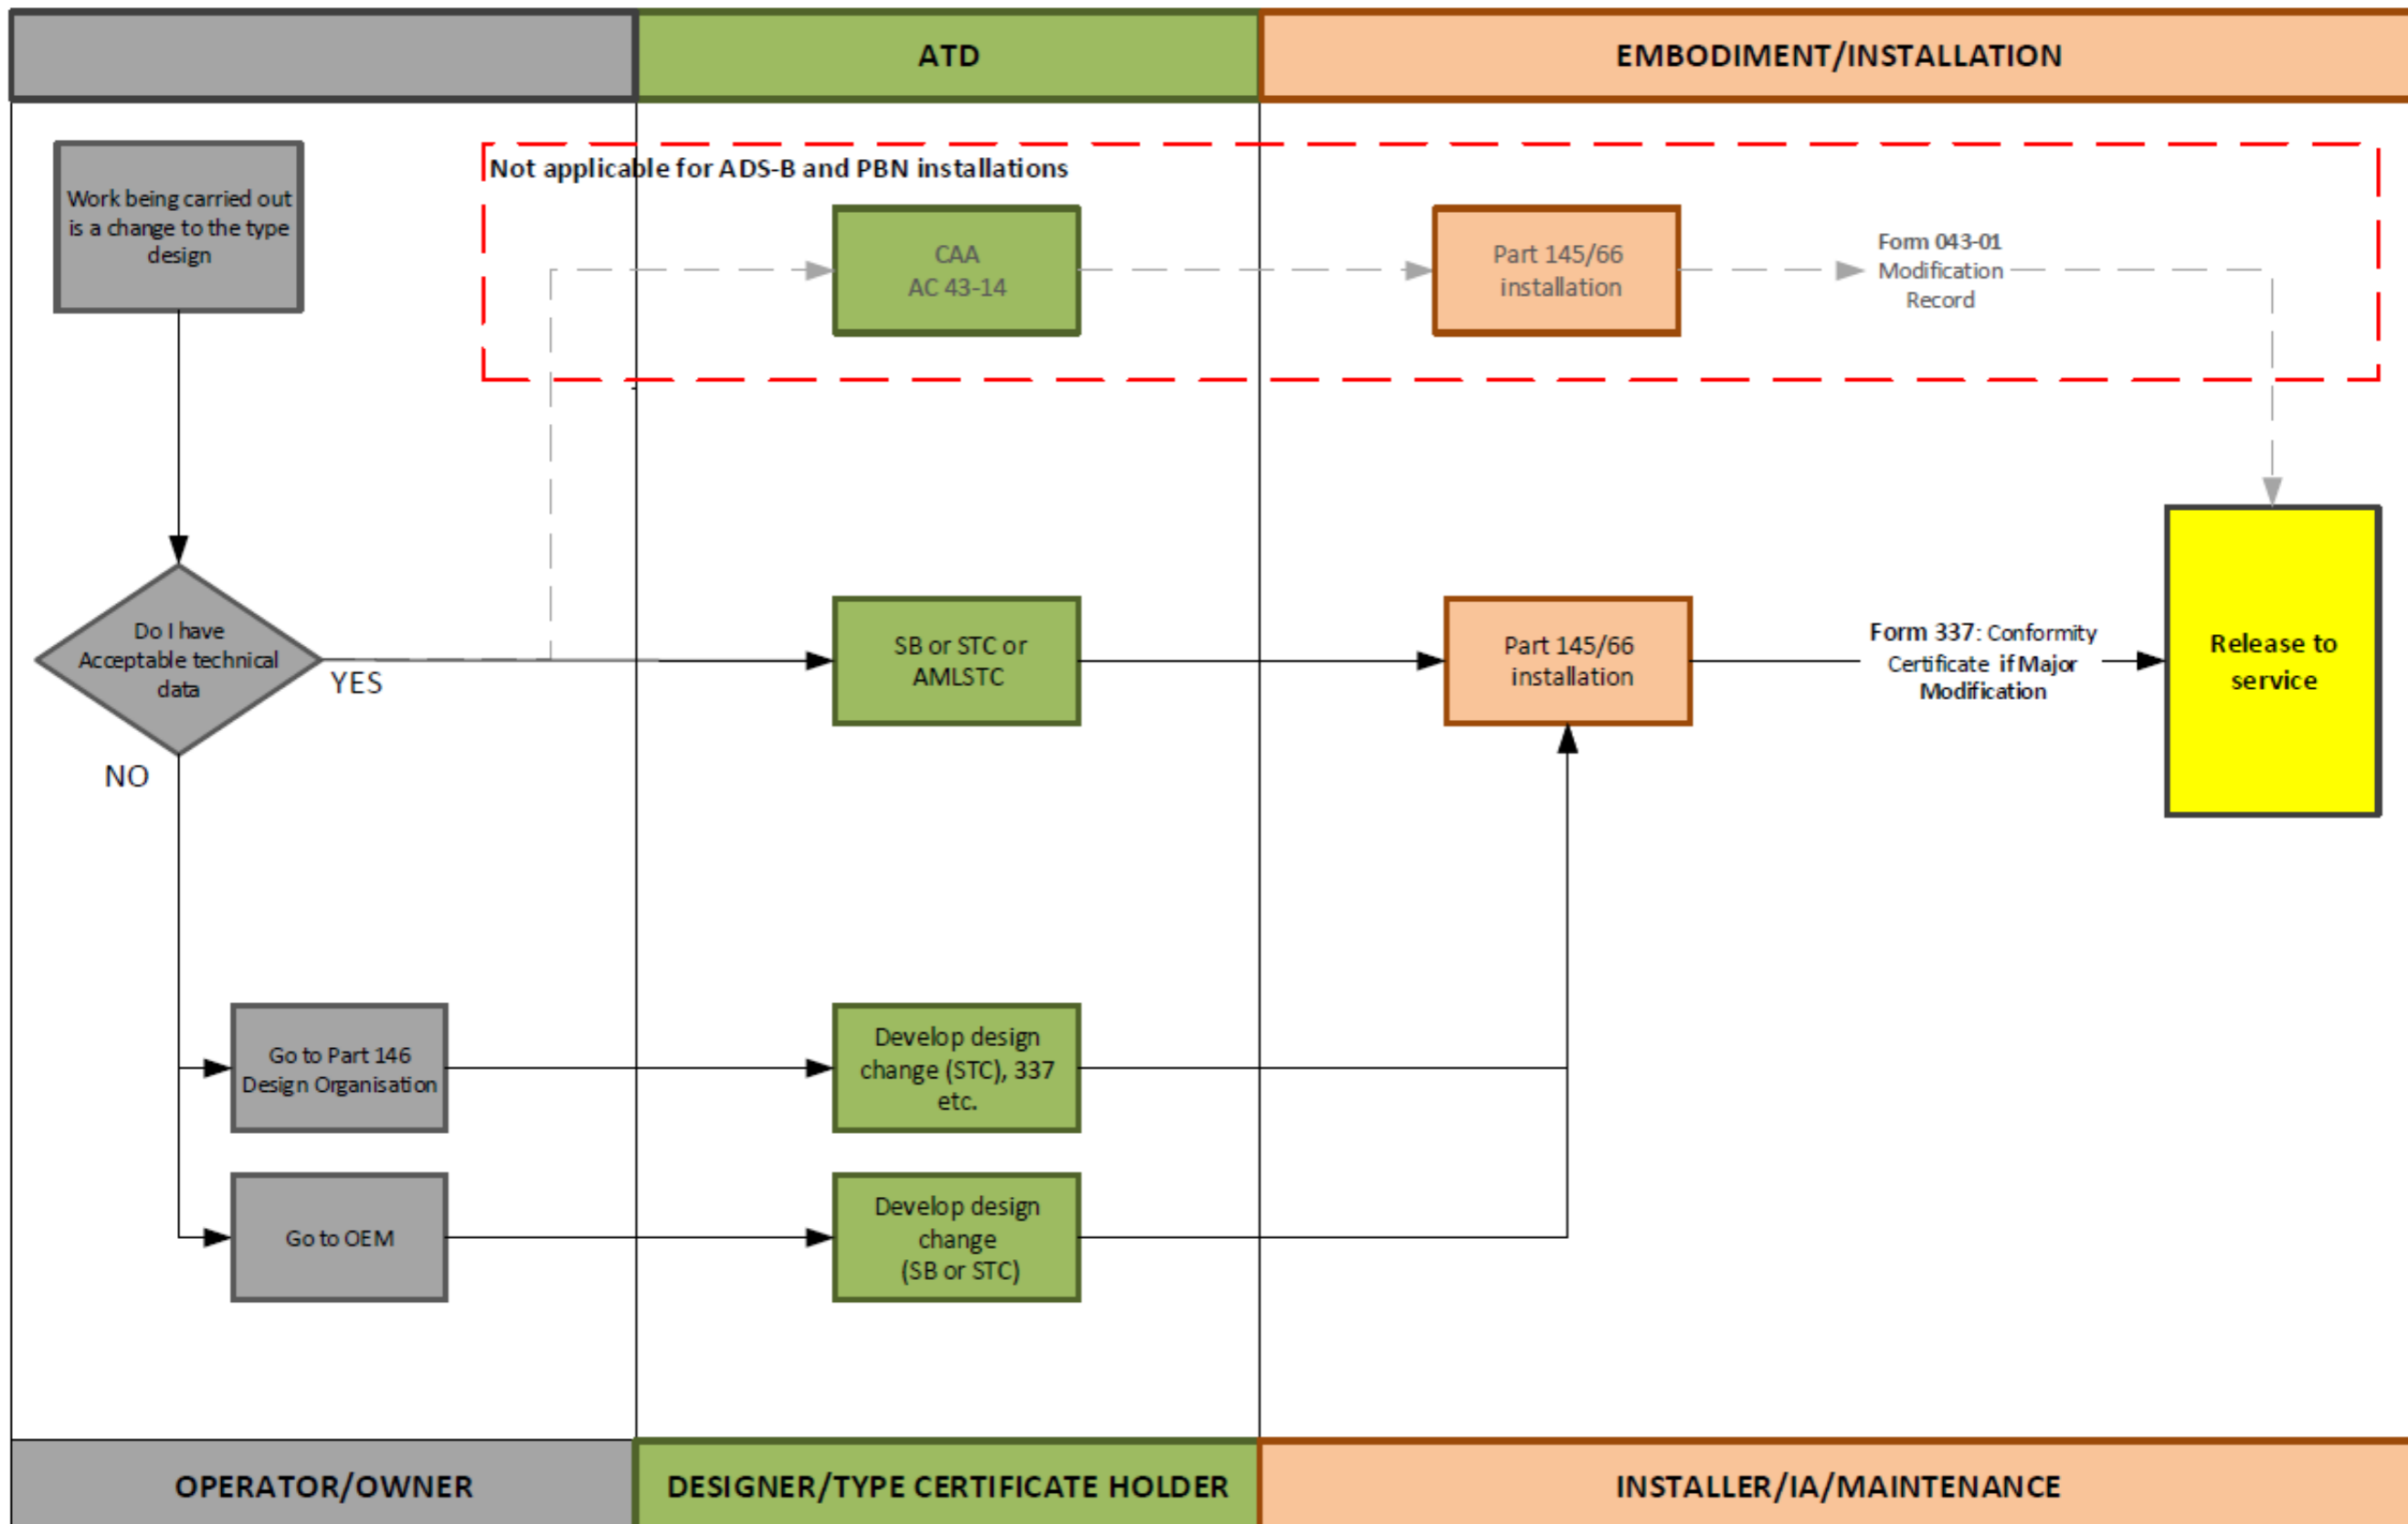 ATD
EMBODIMENT/INSTALLATION
Work being carried out
is a change to the type
design
Not applicable for ADS-B and PBN installations
CAA
AC 43-14
Part 145/66
installation
Form 043-01
Modification
Record
Do I have
Acceptable technical
data
YES
NO
SB or STC or
AMLSTC
Part 145/66
installation
Form 337: Conformity
Certificate if Major
Modification
Release to
service
Go to Part 146
Design Organisation
Develop design
change (STC), 337
etc.
Go to OEM
Develop design
change
(SB or STC)
OPERATOR/OWNER
DESIGNER/TYPE CERTIFICATE HOLDER
INSTALLER/IA/MAINTENANCE